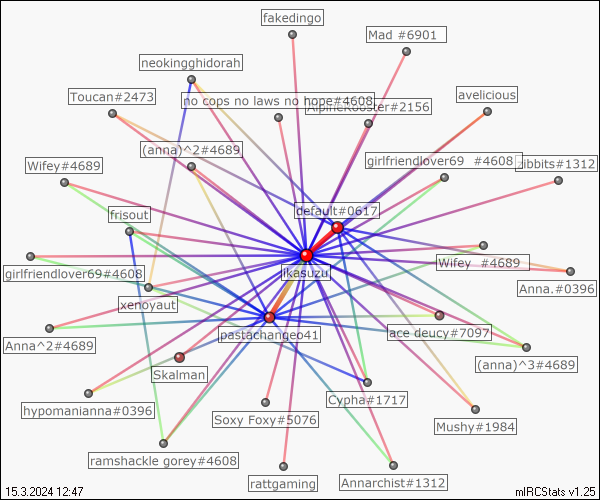 fakedingo
Mad #6901
neokingghidorah
Toucan#2473
no cops no laws no hope#4608
AlpineRooster#2156
avelicious
(anna)^2#4689
girlfriendlover69 #4608
zibbits#1312
Wifey#4689
frisout
default#0617
girlfriendlover69#4608
ikasuzu
Wifey #4689
Anna.#0396
xenoyaut
Anna^2#4689
pastachangeo41
ace deucy#7097
(anna)^3#4689
Skalman
hypomanianna#0396
Soxy Foxy#5076
Cypha#1717
Mushy#1984
ramshackle gorey#4608
rattgaming
Annarchist#1312
15.3.2024 12:47
mIRCStats v1.25